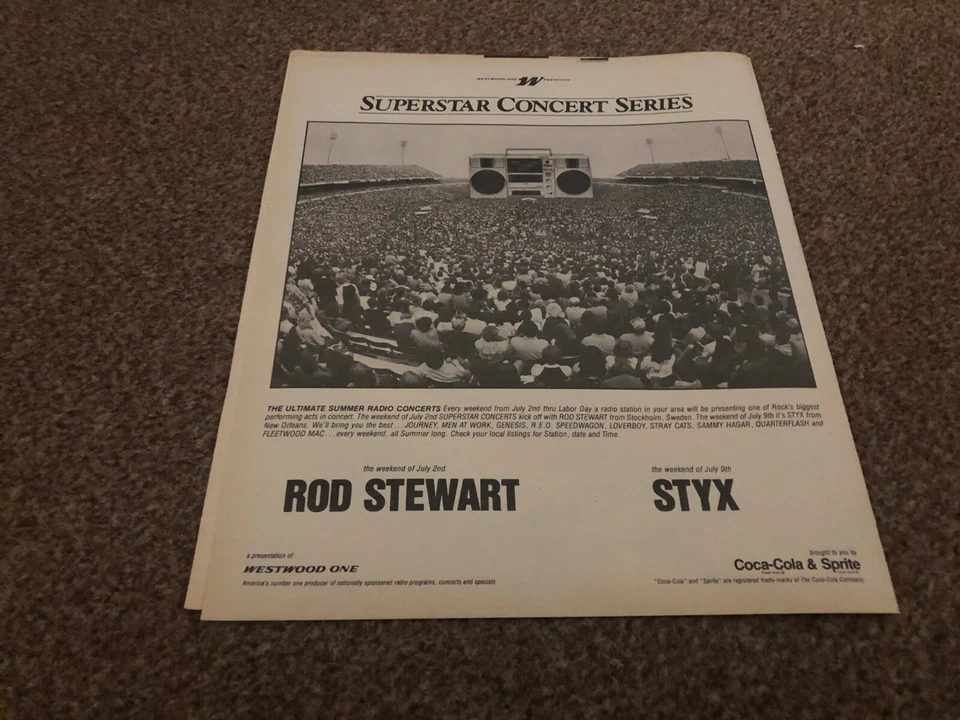 WESTWOOD ONE W PRESENTS
SUPERSTAR CONCERT SERIES
THE ULTIMATE SUMMER RADIO CONCERTS Every weekend from July 2nd thru Labor Day a radio station in your area will be presenting one of Rock's biggest
performing acts in concert. The weekend of July 2nd SUPERSTAR CONCERTS kick off with ROD STEWART from Stockholm, Sweden. The weekend of July 9th it's STYX from
New Orleans. We'll bring you the best...JOURNEY, MEN AT WORK, GENESIS, R.E.O. SPEEDWAGON, LOVERBOY, STRAY CATS, SAMMY HAGAR, QUARTERFLASH and
FLEETWOOD MAC...every weekend, all Summer long. Check your local listings for Station, date and Time.
the weekend of July 2nd
ROD STEWART
the weekend of July 9th
STYX
a presentation of
WESTWOOD ONE
America's number one producer of nationally sponsored radio programs, concerts and specials
brought to you by
Coca-Cola & Sprite
"Coca-Cola" and "Sprite" are registered trade-marks of The Coca-Cola Company